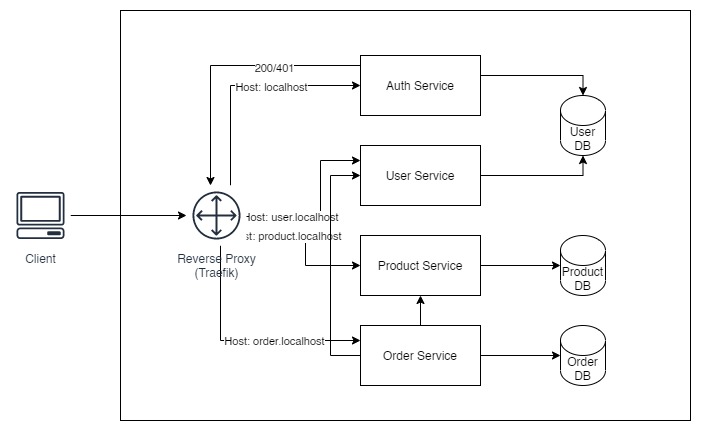 200/401
Host: localhost
Auth Service
User
DB
User Service
Host: user.localhost
st: product.localhost
Client
Reverse Proxy
(Traefik)
Product Service
Product
DB
Host: order.localhost
Order Service
Order
DB